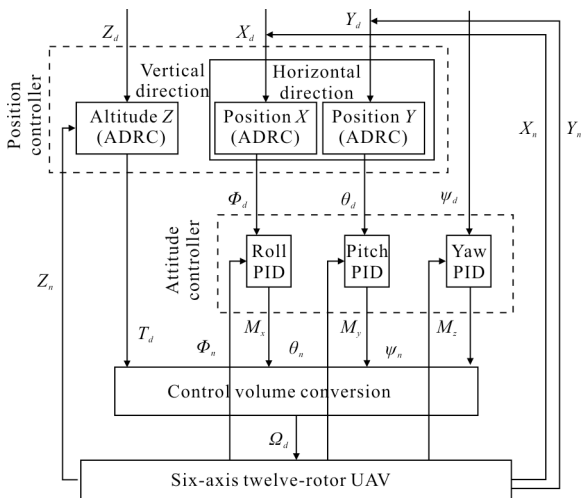 Z_d
X_d
Y_d
Position controller
Vertical direction
Horizontal direction
Altitude Z (ADRC)
Position X (ADRC)
Position Y (ADRC)
X_n
Y_n
Φ_d
θ_d
ψ_d
Attitude controller
Roll PID
Pitch PID
Yaw PID
Z_n
T_d
Φ_n
M_x
θ_n
M_y
ψ_n
M_z
Control volume conversion
Ω_d
Six-axis twelve-rotor UAV